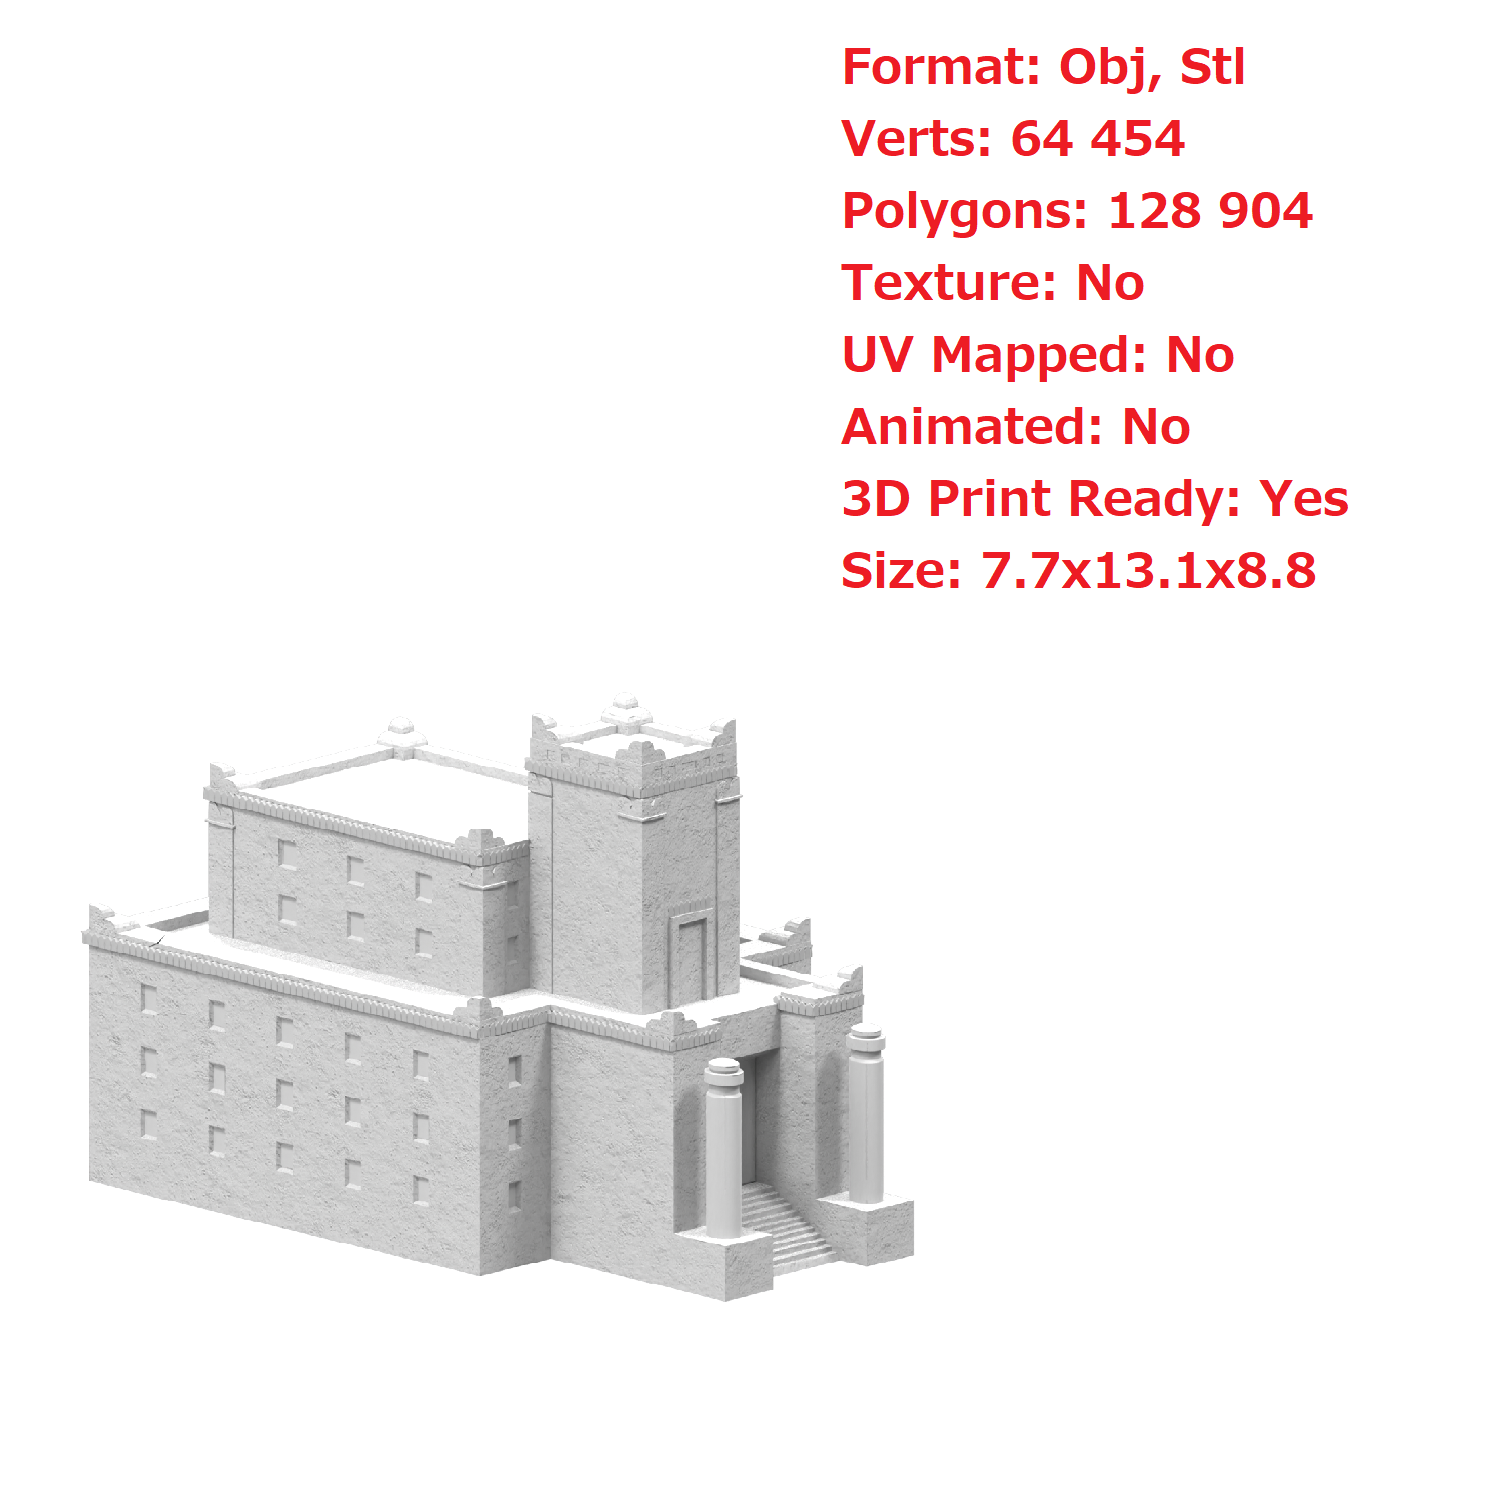 Format: Obj, Stl
Verts: 64 454
Polygons: 128 904
Texture: No
UV Mapped: No
Animated: No
3D Print Ready: Yes
Size: 7.7x13.1x8.8